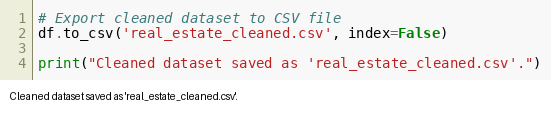 1 # Export cleaned dataset to CSV file
2 df.to_csv('real_estate_cleaned.csv', index=False)
3
4 print("Cleaned dataset saved as 'real_estate_cleaned.csv'.")
Cleaned dataset saved as 'real_estate_cleaned.csv'.